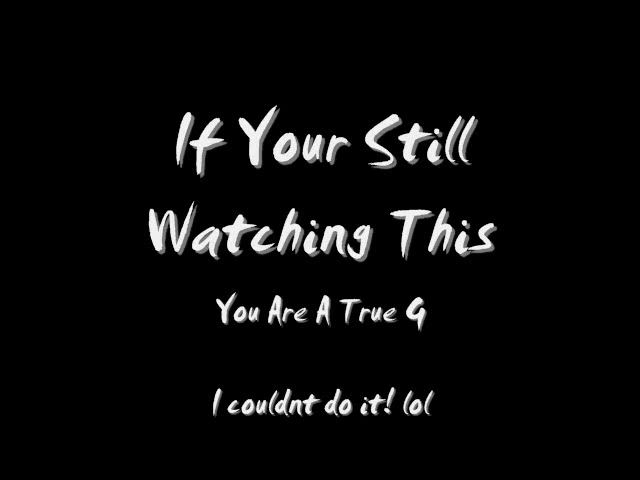 If Your Still
Watching This
You Are A True G
I couldnt do it! lol